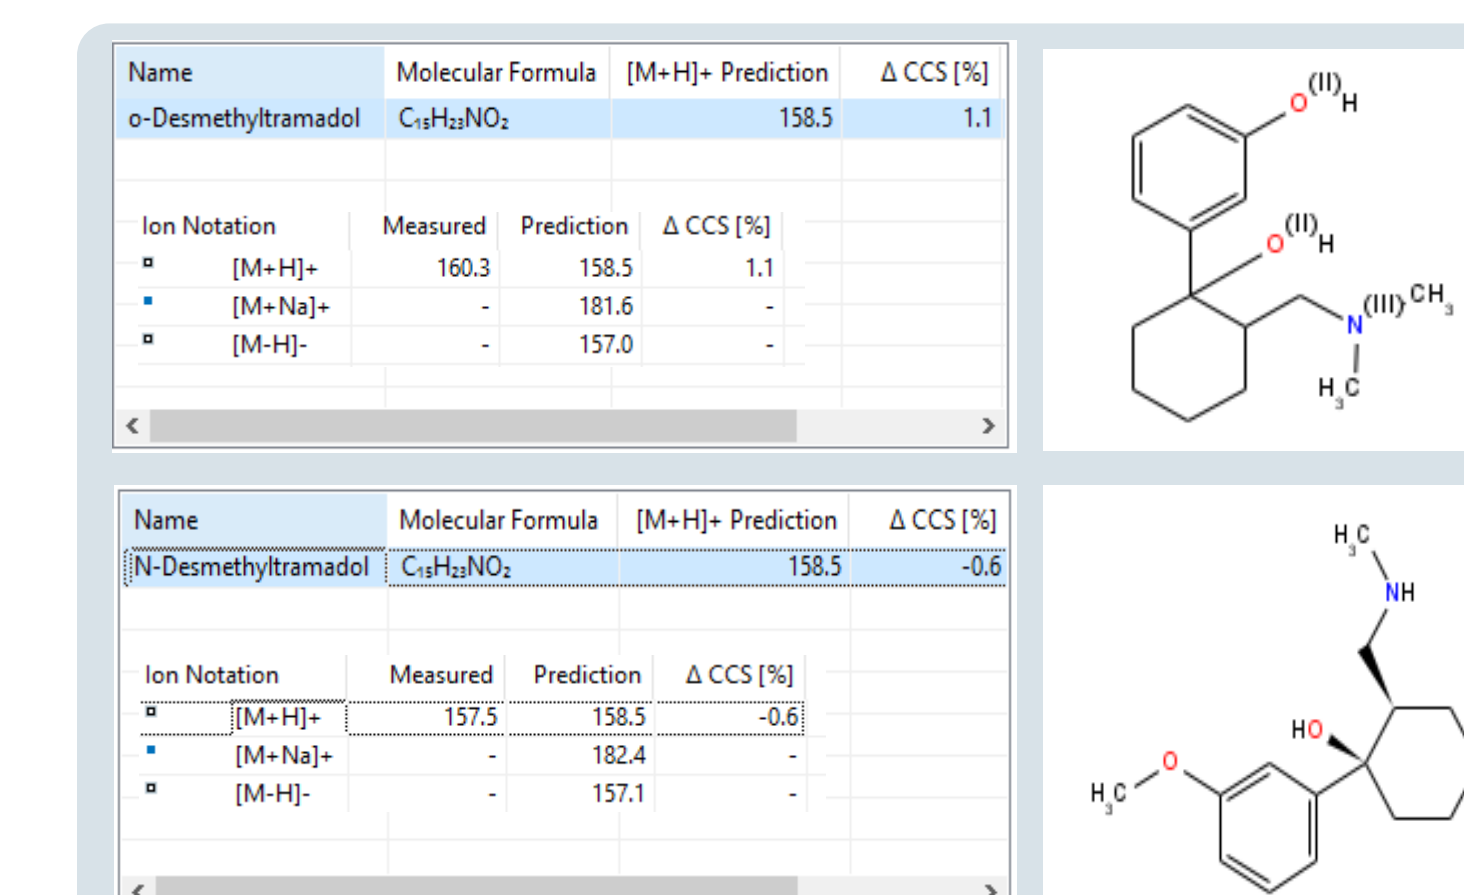 Name Molecular Formula [M+H]+ Prediction Δ CCS [%]
o-Desmethyltramadol C₁₅H₂₃NO₂ 158.5 1.1
Ion Notation Measured Prediction Δ CCS [%]
[M+H]+ 160.3 158.5 1.1
[M+Na]+ - 181.6 -
[M-H]- - 157.0 -
O(II)H
O(II)H
N(III) CH₃
H₃C
Name Molecular Formula [M+H]+ Prediction Δ CCS [%]
N-Desmethyltramadol C₁₅H₂₃NO₂ 158.5 -0.6
Ion Notation Measured Prediction Δ CCS [%]
[M+H]+ 157.5 158.5 -0.6
[M+Na]+ - 182.4 -
[M-H]- - 157.1 -
H₃C
NH
HO
O
H₃C